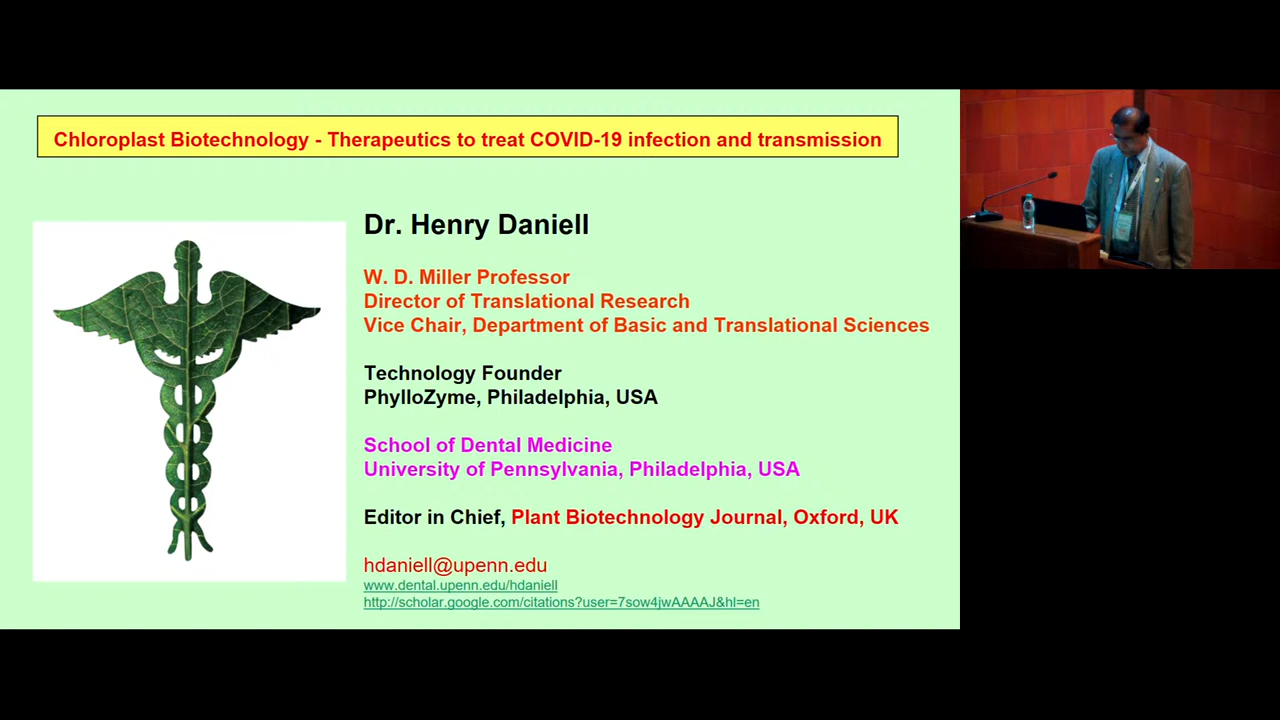 Chloroplast Biotechnology - Therapeutics to treat COVID-19 infection and transmission
Dr. Henry Daniell
W. D. Miller Professor
Director of Translational Research
Vice Chair, Department of Basic and Translational Sciences
Technology Founder
PhylloZyme, Philadelphia, USA
School of Dental Medicine
University of Pennsylvania, Philadelphia, USA
Editor in Chief, Plant Biotechnology Journal, Oxford, UK
hdaniell@upenn.edu
www.dental.upenn.edu/hdaniell
http://scholar.google.com/citations?user=7sow4jwAAAAJ&hl=en